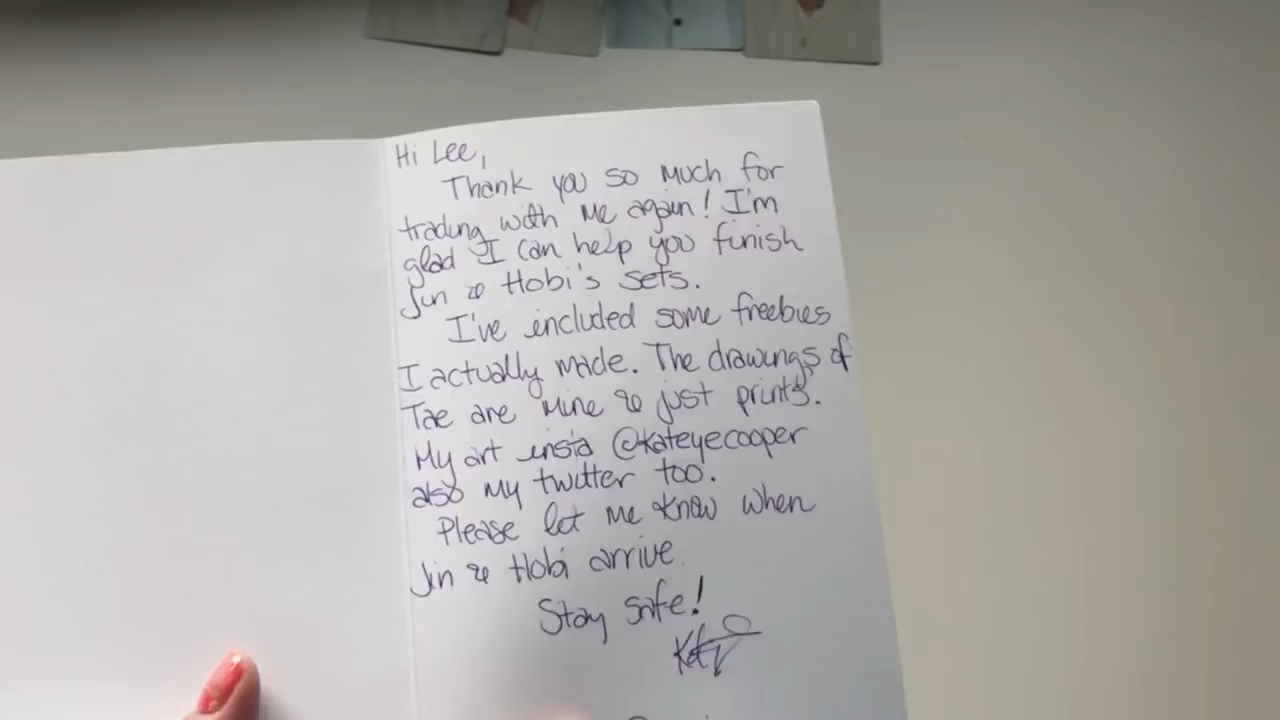 Hi Lee,
Thank you so much for
trading with me again! I'm
glad I can help you finish
Jin & Hobi's sets.
I've included some freebies
I actually made. The drawings of
Tae are mine & just prints.
My art insta @kateyecooper
also my twitter too.
Please let me know when
Jin & Hobi arrive.
Stay safe!